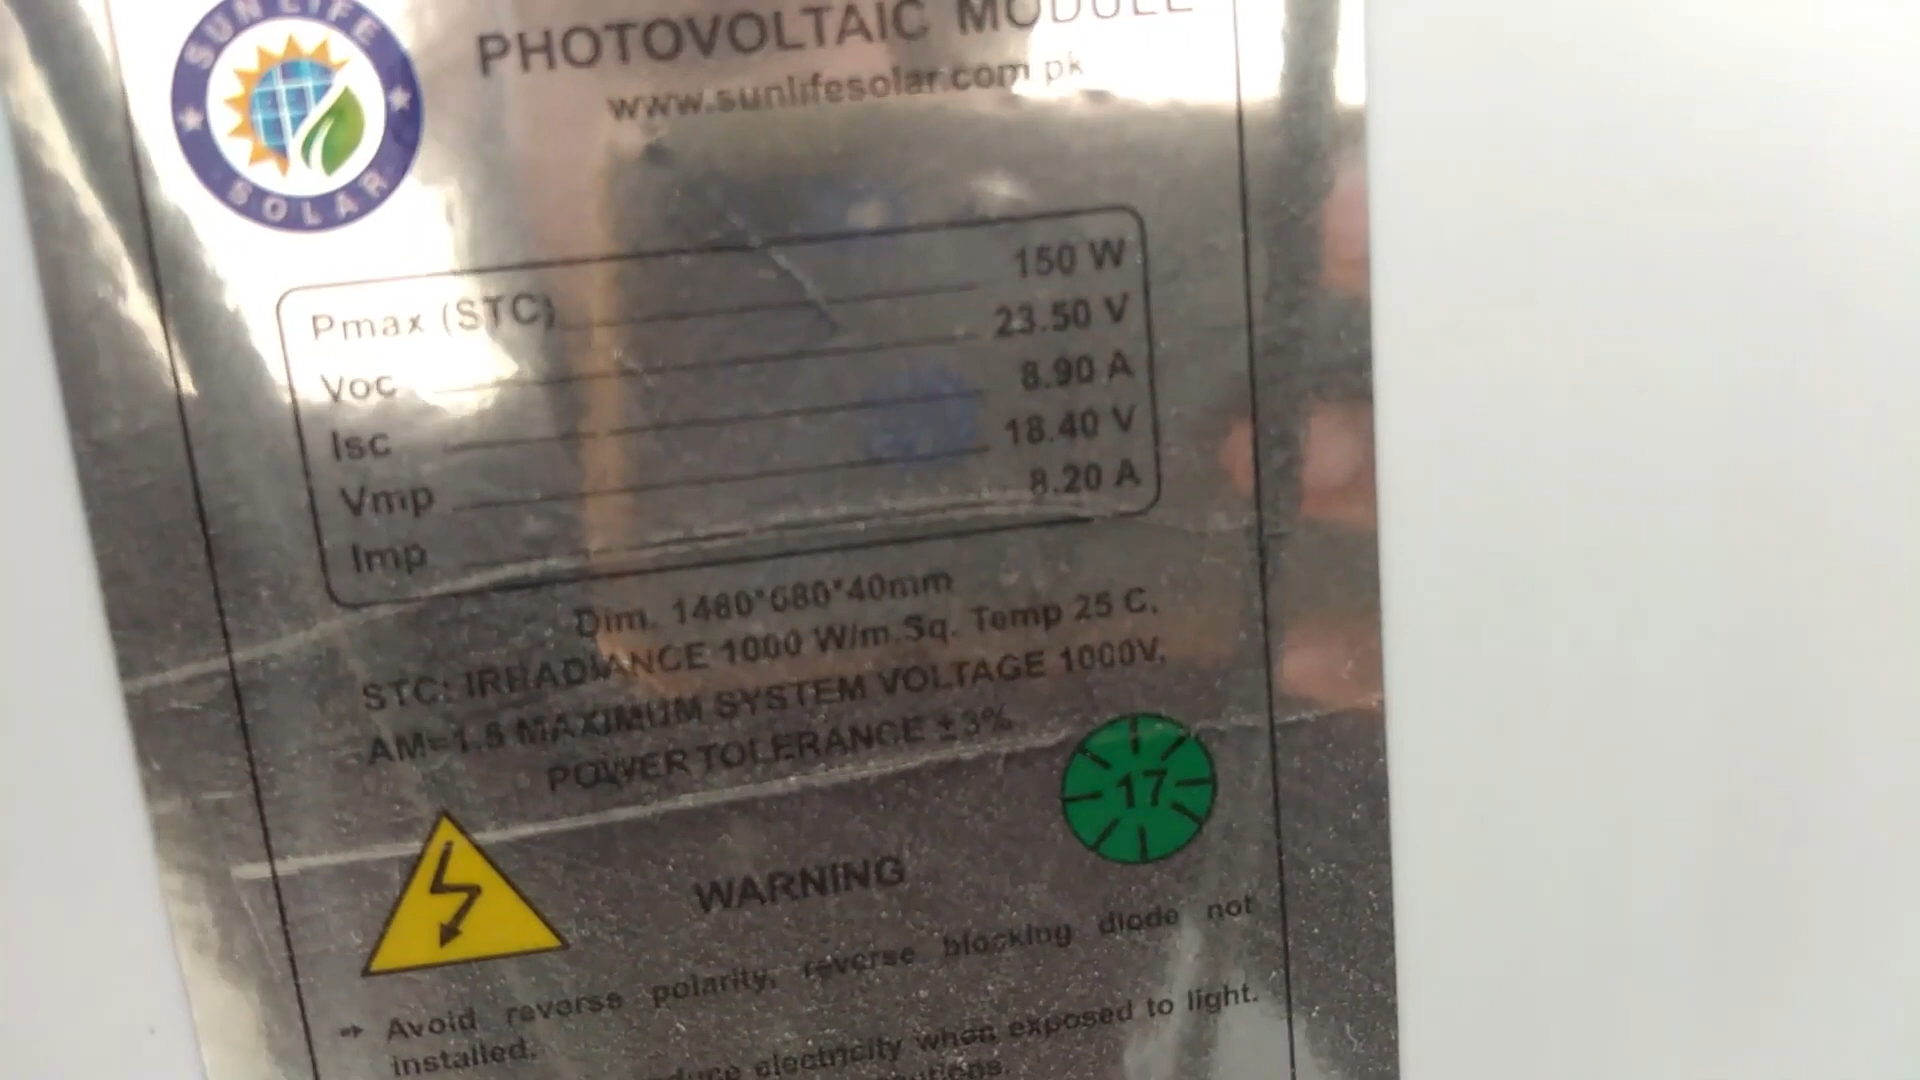 SUN LIFE
SOLAR
PHOTOVOLTAIC MODULE
www.sunlifesolar.com.pk
Pmax (STC) 150 W
Voc 23.50 V
Isc 8.90 A
Vmp 18.40 V
Imp 8.20 A
Dim. 1480*680*40mm
STC: IRRADIANCE 1000 W/m.Sq. Temp 25 C,
AM=1.5 MAXIMUM SYSTEM VOLTAGE 1000V,
POWER TOLERANCE ±3%
17
WARNING
Avoid reverse polarity, reverse blocking diode not
installed.
electricity when exposed to light.